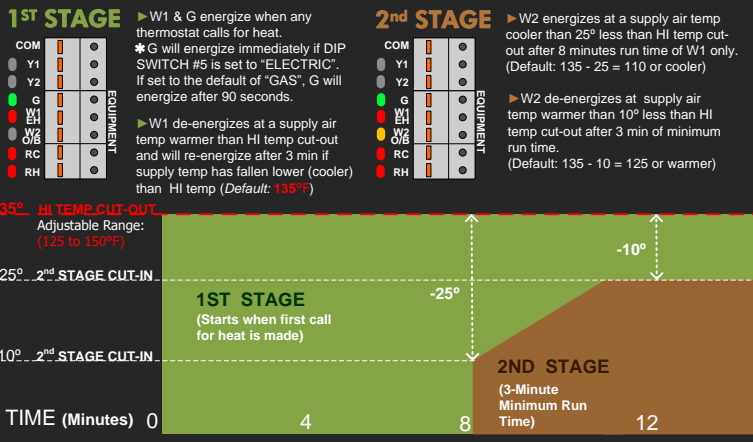 1ST STAGE
COM
Y1
Y2
G
W1
EH
W2
O/B
RC
RH
EQUIPMENT
►W1 & G energize when any
thermostat calls for heat.
✱G will energize immediately if DIP
SWITCH #5 is set to “ELECTRIC”.
If set to the default of “GAS”, G will
energize after 90 seconds.
►W1 de-energizes at a supply air
temp warmer than HI temp cut-out
and will re-energize after 3 min if
supply temp has fallen lower (cooler)
than HI temp (Default: 135°F)
2nd STAGE
COM
Y1
Y2
G
W1
EH
W2
O/B
RC
RH
EQUIPMENT
►W2 energizes at a supply air temp
cooler than 25º less than HI temp cut-
out after 8 minutes run time of W1 only.
(Default: 135 - 25 = 110 or cooler)
►W2 de-energizes at supply air
temp warmer than 10º less than HI
temp cut-out after 3 min of minimum
run time.
(Default: 135 - 10 = 125 or warmer)
35º HI TEMP CUT-OUT
Adjustable Range:
(125 to 150°F)
25º 2nd STAGE CUT-IN
10º 2nd STAGE CUT-IN
1ST STAGE
(Starts when first call
for heat is made)
-25º
-10º
2ND STAGE
(3-Minute
Minimum Run
Time)
TIME (Minutes) 0 4 8 12